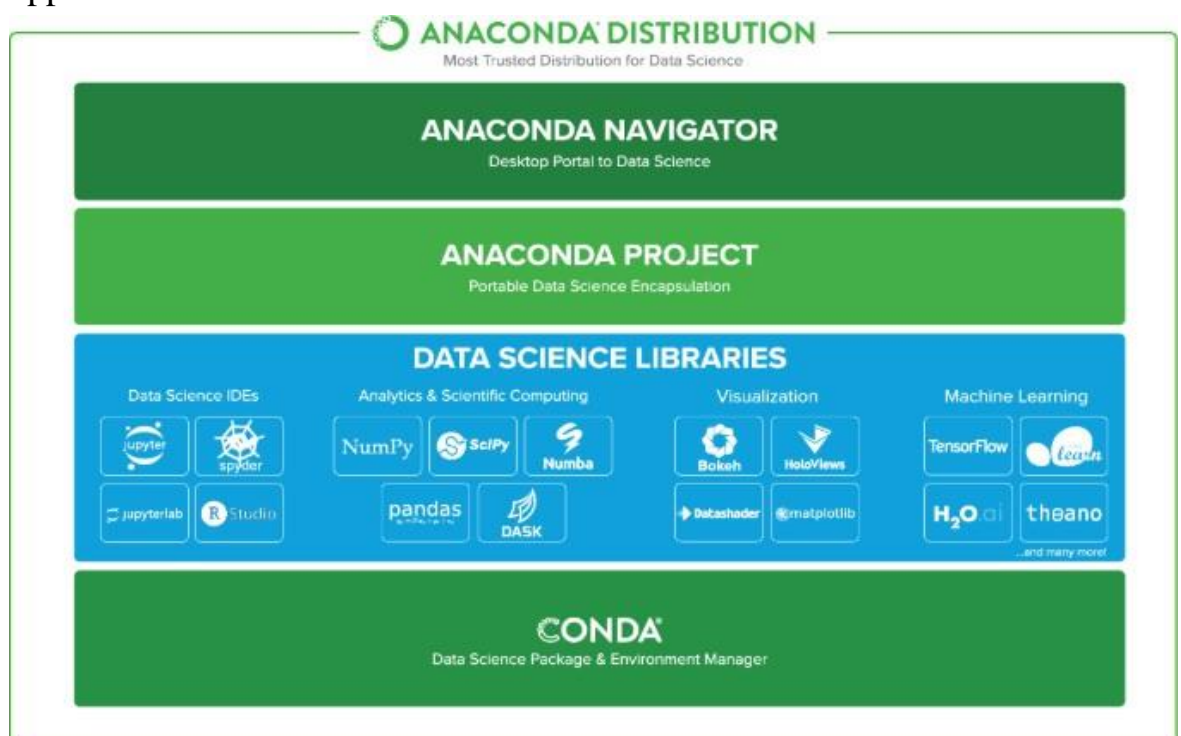 ANACONDA DISTRIBUTION
Most Trusted Distribution for Data Science
ANACONDA NAVIGATOR
Desktop Portal to Data Science
ANACONDA PROJECT
Portable Data Science Encapsulation
DATA SCIENCE LIBRARIES
Data Science IDEs
jupyter
spyder
jupyterlab
R Studio
Analytics & Scientific Computing
NumPy
SciPy
Numba
pandas
DASK
Visualization
Bokeh
HoloViews
Datashader
matplotlib
Machine Learning
TensorFlow
learn
H₂O.ai
theano
...and many more!
CONDA
Data Science Package & Environment Manager